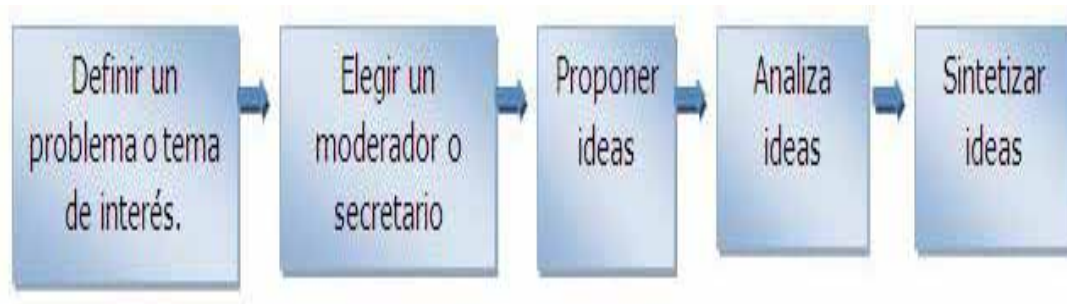 Definir un
problema o tema
de interés.
Elegir un
moderador o
secretario
Proponer
ideas
Analiza
ideas
Sintetizar
ideas